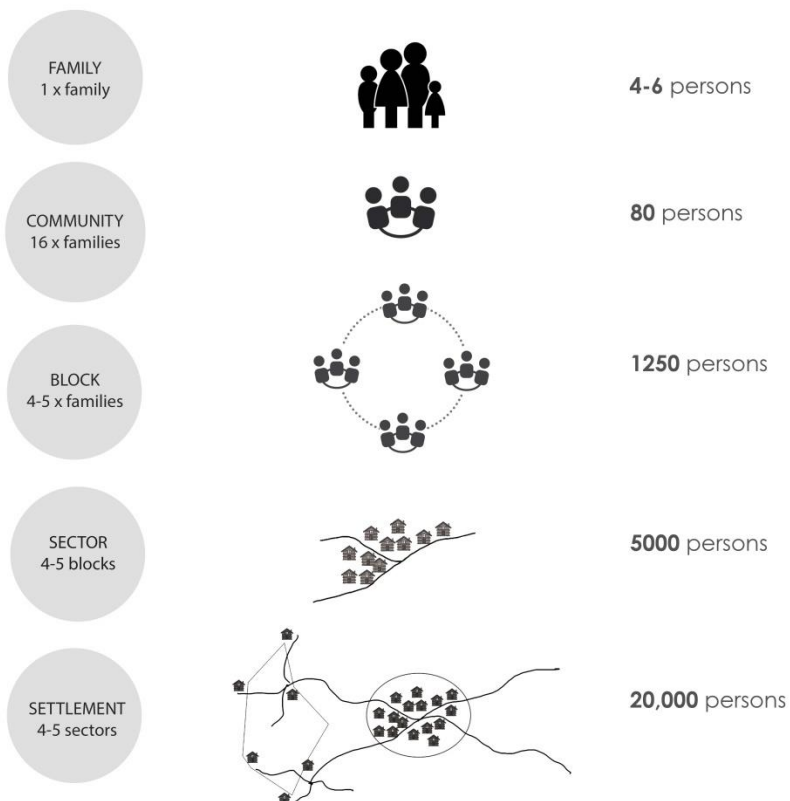 FAMILY
1 x family
4-6 persons
COMMUNITY
16 x families
80 persons
BLOCK
4-5 x families
1250 persons
SECTOR
4-5 blocks
5000 persons
SETTLEMENT
4-5 sectors
20,000 persons